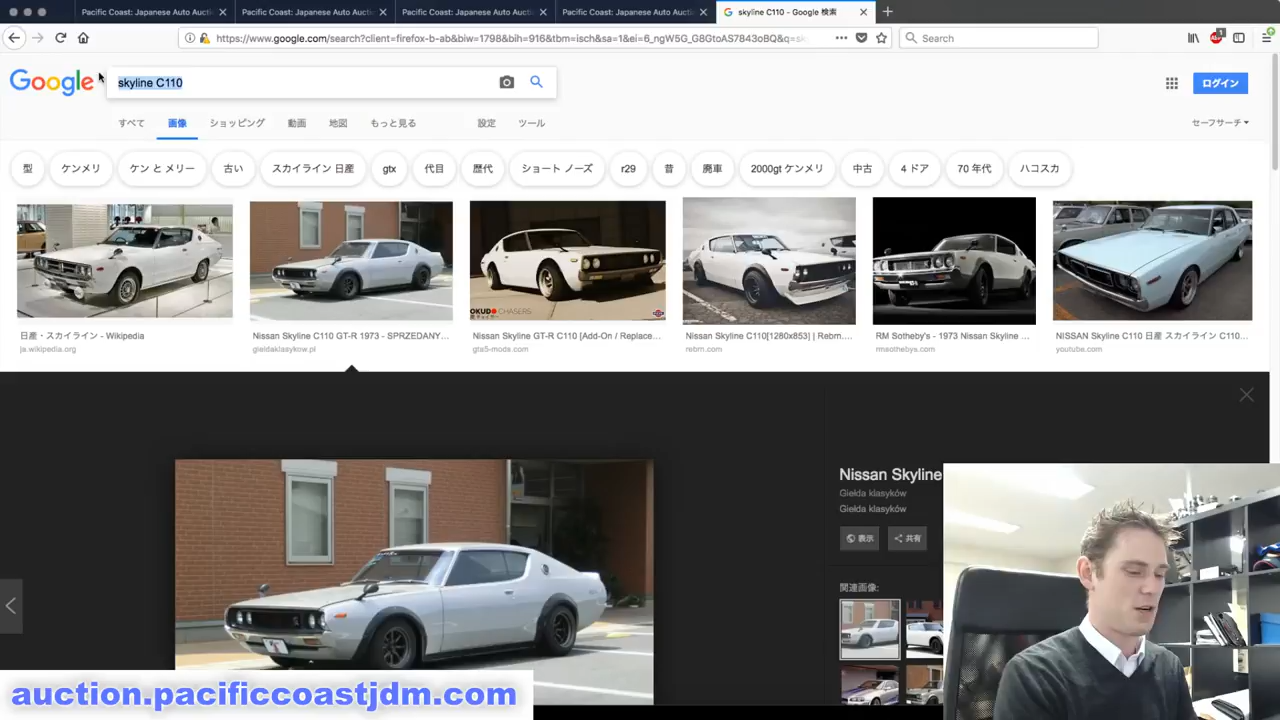 Pacific Coast: Japanese Auto Aucti
Pacific Coast: Japanese Auto Aucti
Pacific Coast: Japanese Auto Aucti
Pacific Coast: Japanese Auto Aucti
skyline C110 - Google 検索
https://www.google.com/search?client=firefox-b-ab&biw=1798&bih=916&tbm=isch&sa=1&ei=6_ngW5G_G8GtoAS7843oBQ&q=sk
Search
Google
skyline C110
ログイン
すべて
画像
ショッピング
動画
地図
もっと見る
設定
ツール
セーフサーチ
型
ケンメリ
ケン と メリー
古い
スカイライン 日産
gtx
代目
歴代
ショート ノーズ
r29
昔
廃車
2000gt ケンメリ
中古
4 ドア
70 年代
ハコスカ
日産・スカイライン - Wikipedia
ja.wikipedia.org
Nissan Skyline C110 GT-R 1973 - SPRZEDANY...
gieldaklasykow.pl
Nissan Skyline GT-R C110 [Add-On / Replace...
gta5-mods.com
Nissan Skyline C110[1280x853] | Rebrn....
rebrn.com
RM Sotheby's - 1973 Nissan Skyline ...
rmsothebys.com
NISSAN Skyline C110 日産 スカイライン C110...
youtube.com
Nissan Skyline
Giełda klasyków
Giełda klasyków
表示
共有
関連画像:
auction.pacificcoastjdm.com